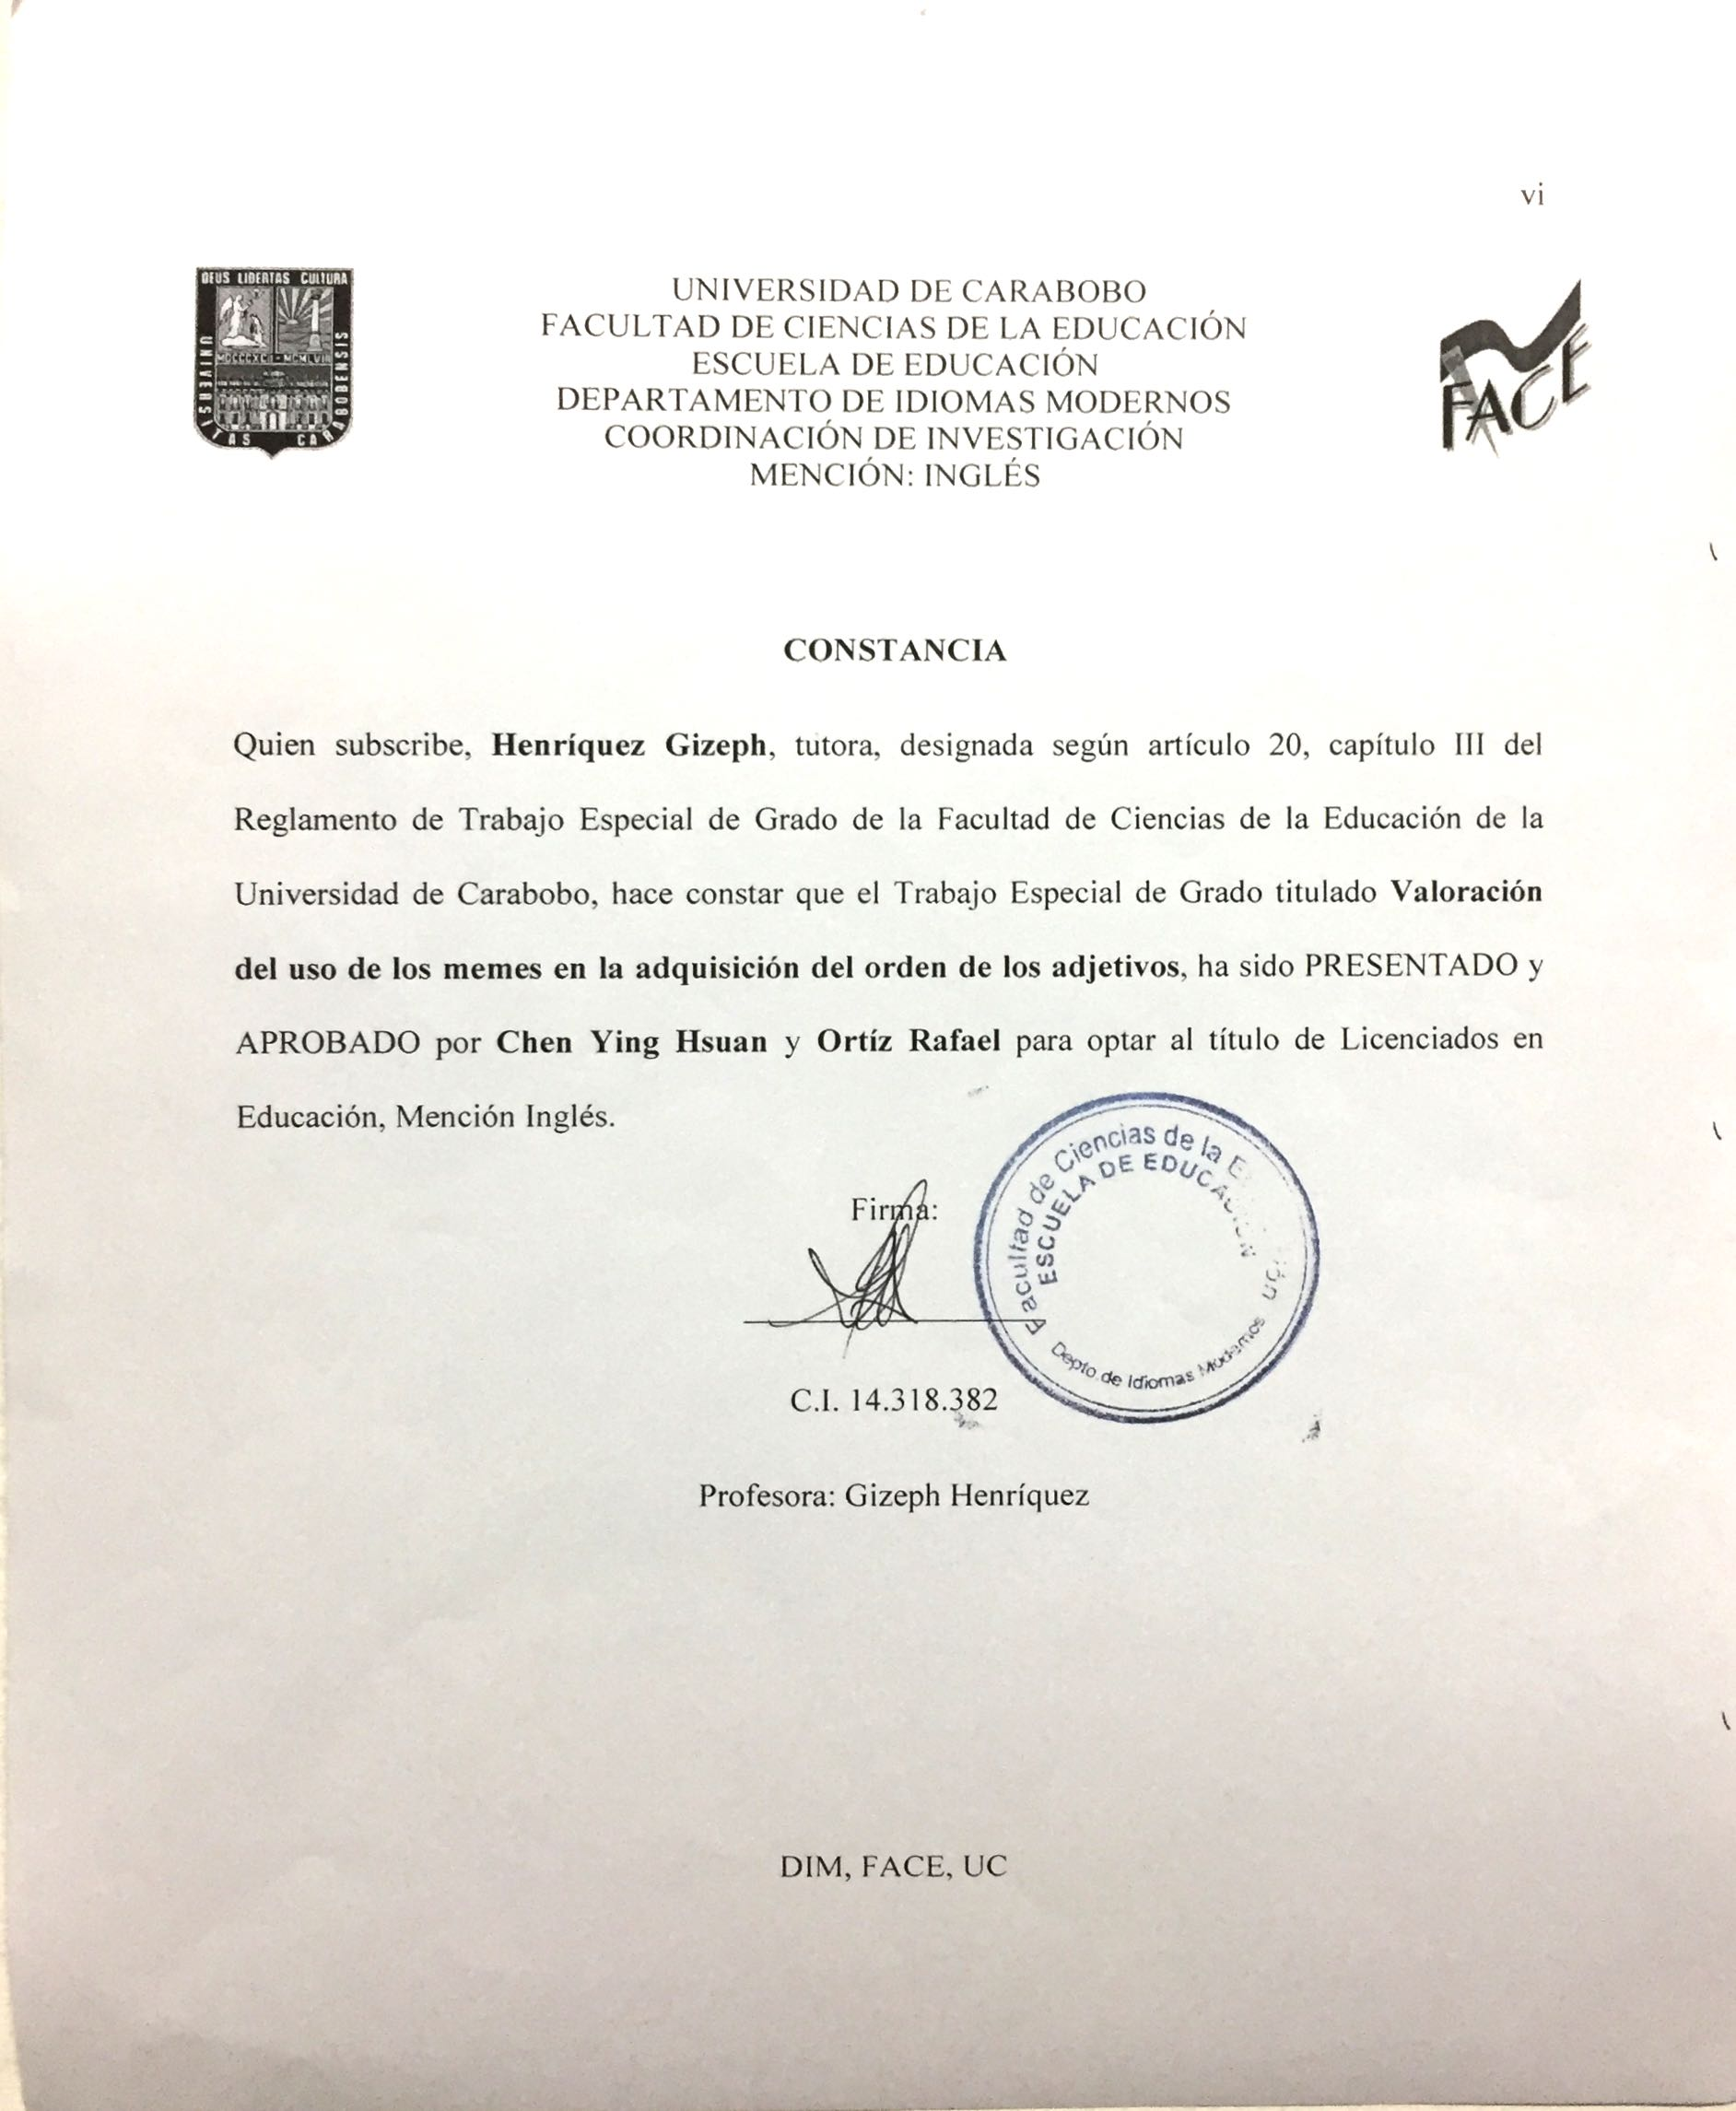 vi
DEUS LIBERTAS CULTURA
UNIVERSITAS CARABOBENSIS
UNIVERSIDAD DE CARABOBO
FACULTAD DE CIENCIAS DE LA EDUCACIÓN
ESCUELA DE EDUCACIÓN
DEPARTAMENTO DE IDIOMAS MODERNOS
COORDINACIÓN DE INVESTIGACIÓN
MENCIÓN: INGLÉS
FACE
CONSTANCIA
Quien subscribe, Henríquez Gizeph, tutora, designada según artículo 20, capítulo III del
Reglamento de Trabajo Especial de Grado de la Facultad de Ciencias de la Educación de la
Universidad de Carabobo, hace constar que el Trabajo Especial de Grado titulado Valoración
del uso de los memes en la adquisición del orden de los adjetivos, ha sido PRESENTADO y
APROBADO por Chen Ying Hsuan y Ortíz Rafael para optar al título de Licenciados en
Educación, Mención Inglés.
Firma:
Facultad de Ciencias de la Educación
ESCUELA DE EDUCACIÓN
Depto. de Idiomas Modernos
C.I. 14.318.382
Profesora: Gizeph Henríquez
DIM, FACE, UC